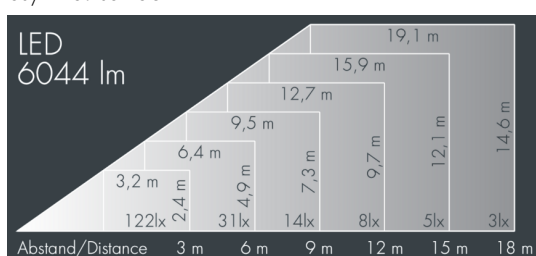 LED
6044 lm
19,1 m
15,9 m
12,7 m
9,5 m
6,4 m
3,2 m
2,4 m
4,9 m
7,3 m
9,7 m
12,1 m
14,6 m
122lx 31lx 14lx 8lx 5lx 3lx
Abstand/Distance 3 m 6 m 9 m 12 m 15 m 18 m